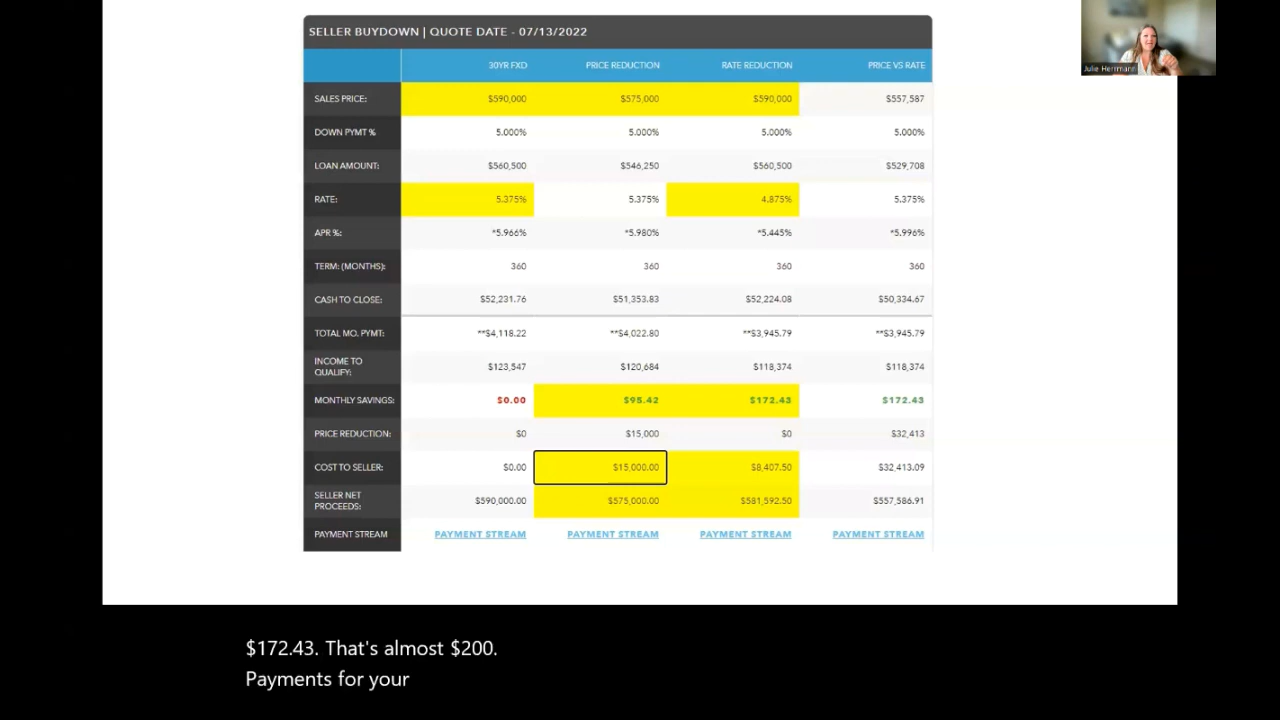 SELLER BUYDOWN | QUOTE DATE - 07/13/2022
30YR FXD PRICE REDUCTION RATE REDUCTION PRICE VS RATE
SALES PRICE: $590,000 $575,000 $590,000 $557,587
DOWN PYMT % 5.000% 5.000% 5.000% 5.000%
LOAN AMOUNT: $560,500 $546,250 $560,500 $529,708
RATE: 5.375% 5.375% 4.875% 5.375%
APR %: *5.966% *5.980% *5.445% *5.996%
TERM: (MONTHS): 360 360 360 360
CASH TO CLOSE: $52,231.76 $51,353.83 $52,224.08 $50,334.67
TOTAL MO. PYMT: **$4,118.22 **$4,022.80 **$3,945.79 **$3,945.79
INCOME TO
QUALIFY: $123,547 $120,684 $118,374 $118,374
MONTHLY SAVINGS: $0.00 $95.42 $172.43 $172.43
PRICE REDUCTION: $0 $15,000 $0 $32,413
COST TO SELLER: $0.00 $15,000.00 $8,407.50 $32,413.09
SELLER NET
PROCEEDS: $590,000.00 $575,000.00 $581,592.50 $557,586.91
PAYMENT STREAM PAYMENT STREAM PAYMENT STREAM PAYMENT STREAM PAYMENT STREAM
Julie Herrmann
$172.43. That's almost $200.
Payments for your